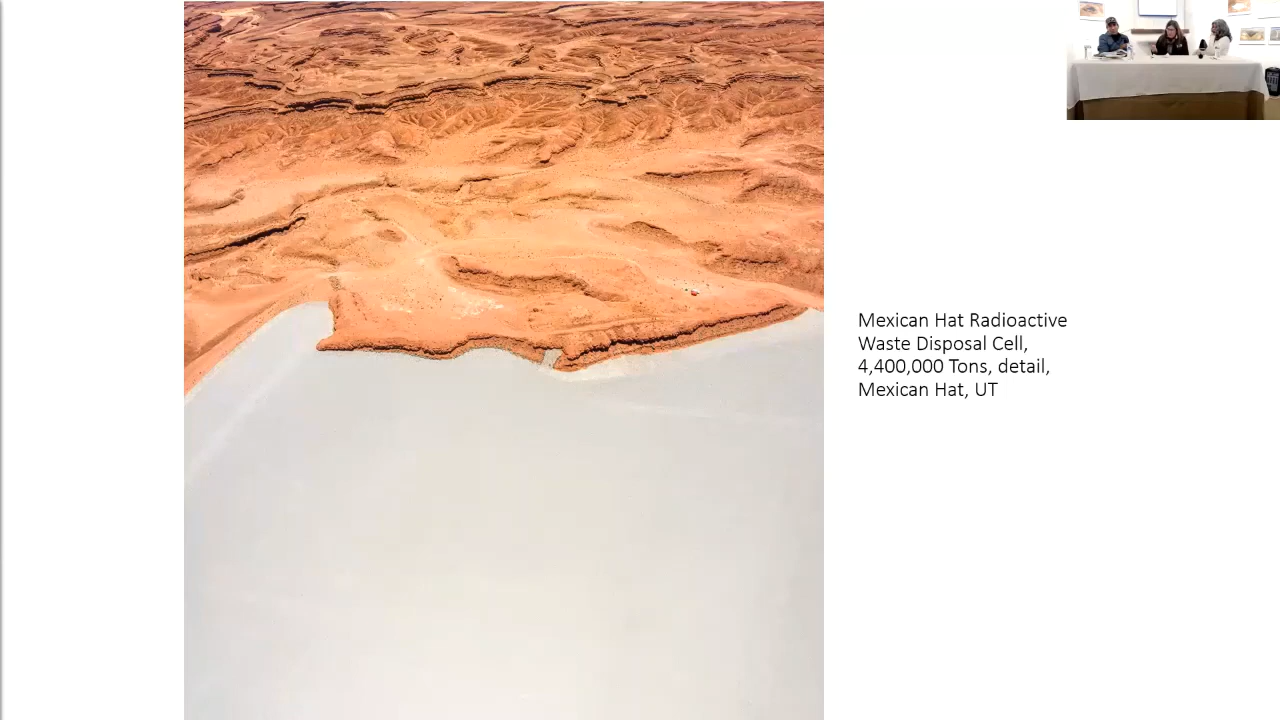 Mexican Hat Radioactive
Waste Disposal Cell,
4,400,000 Tons, detail,
Mexican Hat, UT